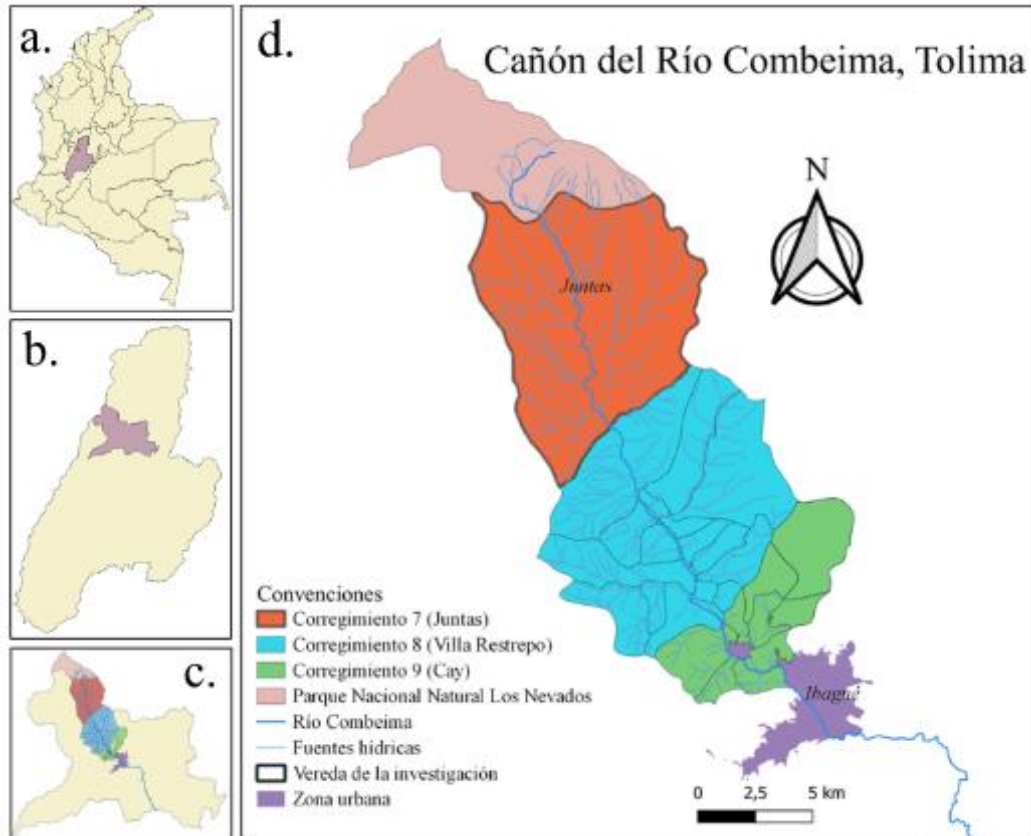 a.
b.
c.
d.
Cañón del Río Combeima, Tolima
N
Juntas
Ibagué
Convenciones
Corregimiento 7 (Juntas)
Corregimiento 8 (Villa Restrepo)
Corregimiento 9 (Cay)
Parque Nacional Natural Los Nevados
Río Combeima
Fuentes hídricas
Vereda de la investigación
Zona urbana
0 2,5 5 km